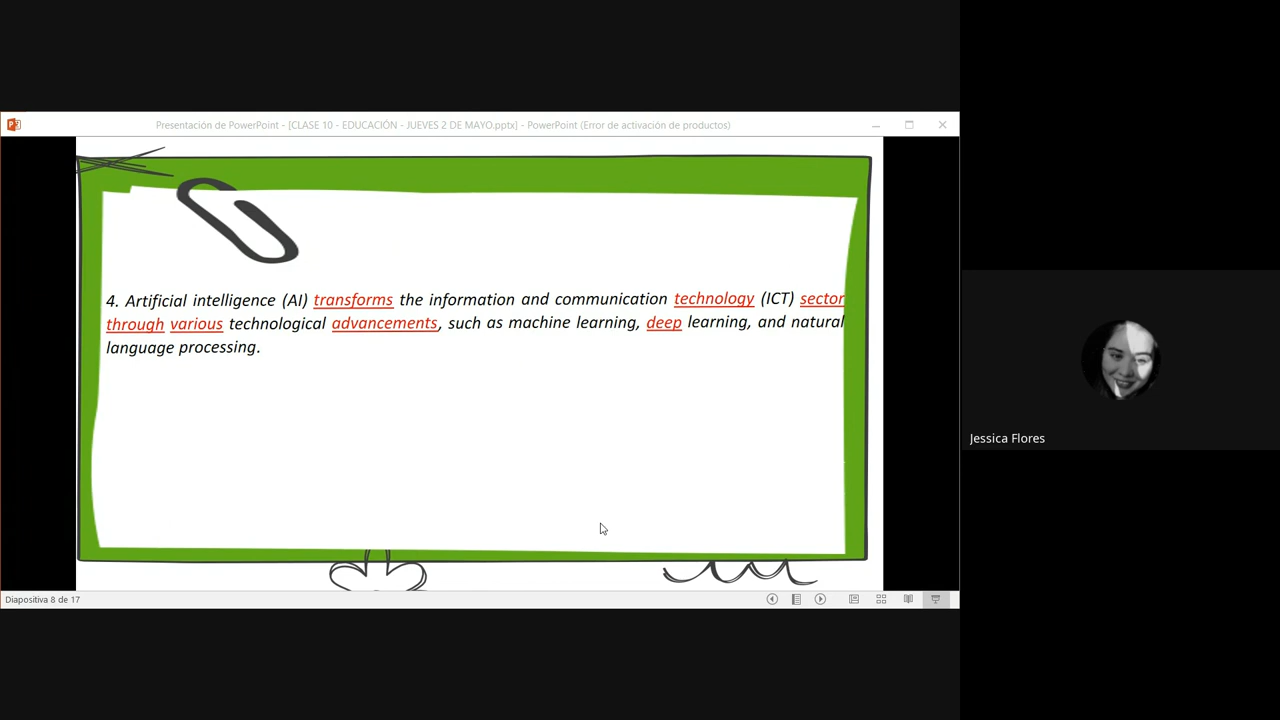 Presentación de PowerPoint - [CLASE 10 - EDUCACIÓN - JUEVES 2 DE MAYO.pptx] - PowerPoint (Error de activación de productos)
4. Artificial intelligence (AI) transforms the information and communication technology (ICT) sector
through various technological advancements, such as machine learning, deep learning, and natural
language processing.
Jessica Flores
Diapositiva 8 de 17